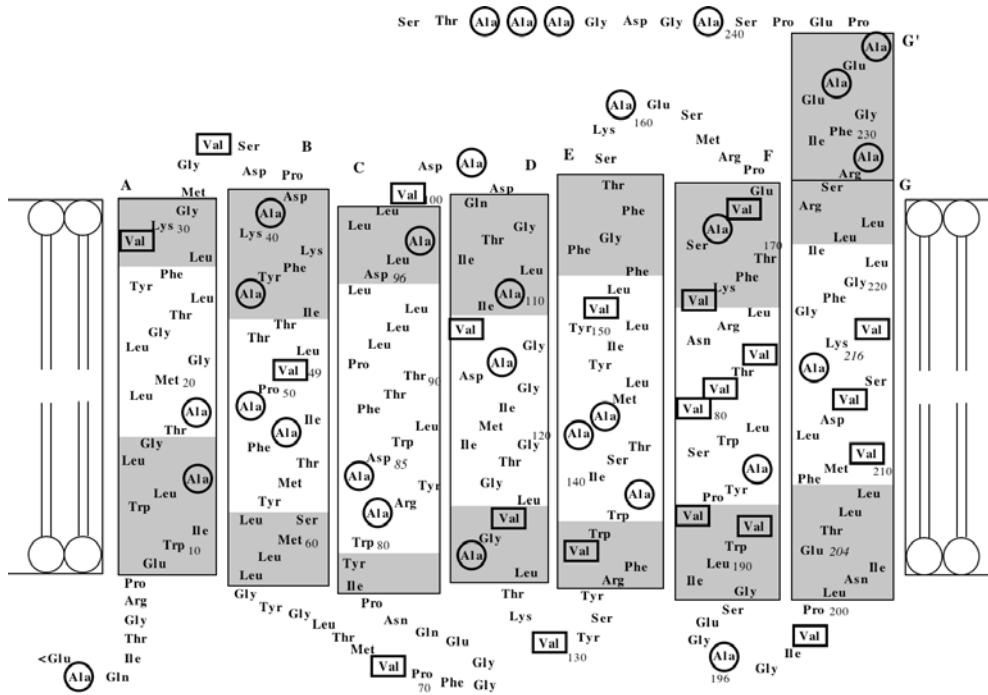 Ser Thr Ala Ala Ala Gly Asp Gly Ala 240 Ser Pro Glu Pro
G'
Ala
Glu
Ala
Glu
Gly
Phe 230
Ile
Ala
Arg
Val Ser
Gly
Met
A
Gly
Lys 30
Val
Leu
Phe
Tyr
Leu
Thr
Gly
Leu
Gly
Met 20
Leu
Ala
Thr
Gly
Leu
Ala
Leu
Trp
Ile
Trp 10
Glu
Pro
Arg
Gly
Thr
Ile
<Glu Ala Gln
B
Asp Pro
Asp
Ala
Lys 40
Lys
Phe
Tyr
Ala
Ile
Thr
Thr
Leu
Val 49
Pro 50
Ala
Ile
Ala
Phe
Thr
Met
Tyr
Leu Ser
Met 60
Leu
Leu
Gly
Tyr
Gly
Leu
Thr
Met
Val
Pro 70
Phe
Gly
Gly
Glu
Gln
Asn
Pro
C
Asp Ala
Asp
Val 100
Leu
Leu
Ala
Leu
Asp 96
Leu
Leu
Leu
Leu
Pro
Thr 90
Thr
Phe
Leu
Trp
Asp 85
Ala
Tyr
Arg
Ala
Trp 80
Tyr
Ile
D
Gln
Gly
Thr
Ile
Leu
Ala 110
Ile
Val
Gly
Ala
Asp
Gly
Ile
Met 120
Ile
Gly
Thr
Gly
Leu
Val
Gly
Ala
Leu
Thr
Lys
Val 130
Tyr
Ser
Tyr
E
Lys
Ala 160
Glu
Ser
Met
Arg
Pro
Ser
Thr
Phe
Gly
Phe
Phe
Leu
Val
Tyr 150
Leu
Ile
Tyr
Leu
Met
Ala
Ala
Thr
Ser
140 Ile
Ala
Trp
Trp
Val
Phe
Arg
F
Glu
Val
Ala
170
Ser
Thr
Phe
Lys
Val
Leu
Arg
Asn
Val
Thr
Val
Val 80
Leu
Trp
Ser
Ala
Tyr
Pro
Val
Val
Trp
Leu 190
Ile
Gly
Ser
Glu
Gly
Ala 196
Gly
Ile
Val
G
Ser
Arg
Leu
Leu
Ile
Leu
Gly 220
Phe
Gly
Val
Lys 216
Ala
Ser
Val
Asp
Leu
Val 210
Met
Phe
Leu
Leu
Thr
Glu 204
Ile
Asn
Leu
Pro 200